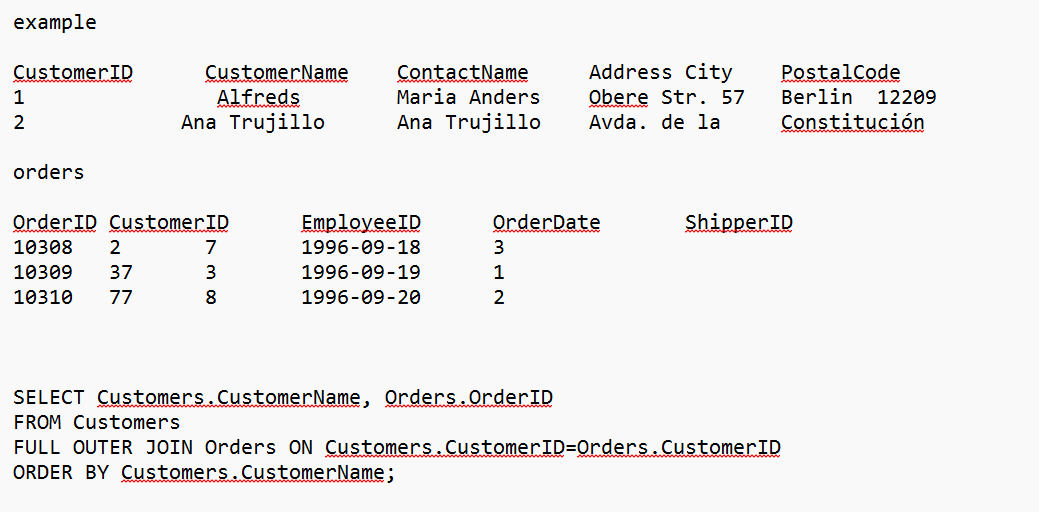 example
CustomerID CustomerName ContactName Address City PostalCode
1 Alfreds Maria Anders Obere Str. 57 Berlin 12209
2 Ana Trujillo Ana Trujillo Avda. de la Constitución
orders
OrderID CustomerID EmployeeID OrderDate ShipperID
10308 2 7 1996-09-18 3
10309 37 3 1996-09-19 1
10310 77 8 1996-09-20 2
SELECT Customers.CustomerName, Orders.OrderID
FROM Customers
FULL OUTER JOIN Orders ON Customers.CustomerID=Orders.CustomerID
ORDER BY Customers.CustomerName;